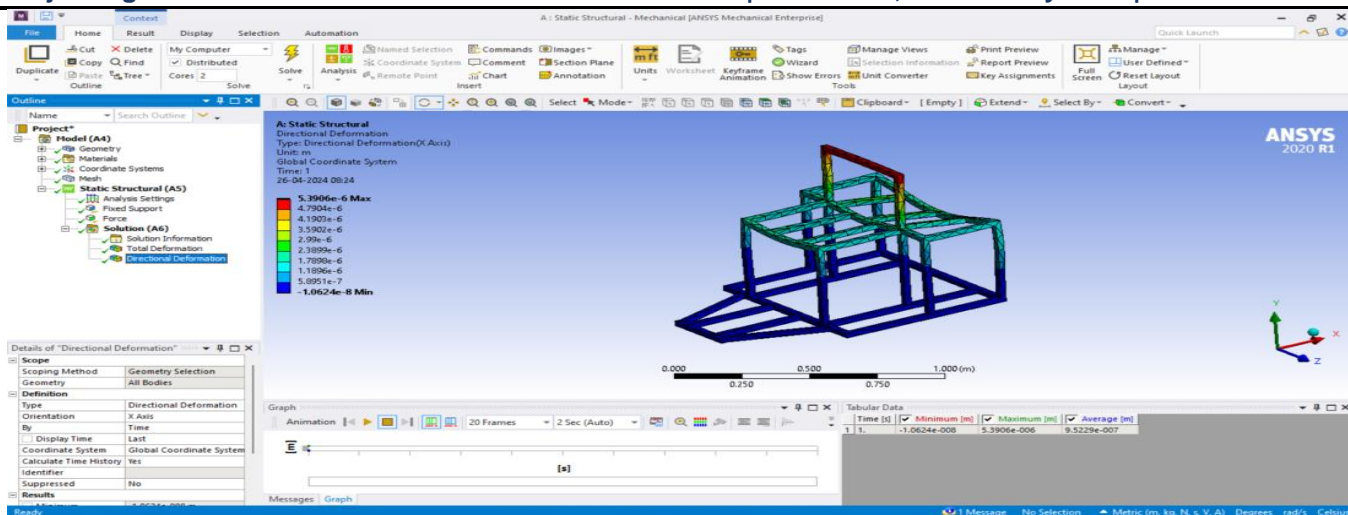 Context
A : Static Structural - Mechanical [ANSYS Mechanical Enterprise]
File Home Result Display Selection Automation Quick Launch
Cut Delete My Computer Named Selection Commands Images Tags Manage Views Print Preview Manage
Copy Find Distributed Coordinate System Comment Section Plane Wizard Selection Information Report Preview User Defined
Duplicate Paste Tree Cores 2 Solve Analysis Remote Point Chart Annotation Units Worksheet Keyframe Animation Show Errors Unit Converter Key Assignments Full Screen Reset Layout
Outline Solve Insert Tools Layout
Outline
Select Mode Clipboard [ Empty ] Extend Select By Convert
Name Search Outline
Project*
Model (A4)
Geometry
Materials
Coordinate Systems
Mesh
Static Structural (A5)
Analysis Settings
Fixed Support
Force
Solution (A6)
Solution Information
Total Deformation
Directional Deformation
A: Static Structural
Directional Deformation
Type: Directional Deformation(X Axis)
Unit: m
Global Coordinate System
Time: 1
26-04-2024 08:24
5.3906e-6 Max
4.7904e-6
4.1903e-6
3.5902e-6
2.99e-6
2.3899e-6
1.7898e-6
1.1896e-6
5.8951e-7
-1.0624e-8 Min
ANSYS
2020 R1
Y
X
Z
0.000 0.500 1.000 (m)
0.250 0.750
Details of "Directional Deformation"
Scope
Scoping Method Geometry Selection
Geometry All Bodies
Definition
Type Directional Deformation
Orientation X Axis
By Time
Display Time Last
Coordinate System Global Coordinate System
Calculate Time History Yes
Identifier
Suppressed No
Results
Graph
Animation 20 Frames 2 Sec (Auto)
[s]
Messages Graph
Tabular Data
Time [s] Minimum [m] Maximum [m] Average [m]
1 1. -1.0624e-008 5.3906e-006 9.5229e-007
Ready 1 Message No Selection Metric (m, kg, N, s, V, A) Degrees rad/s Celsius